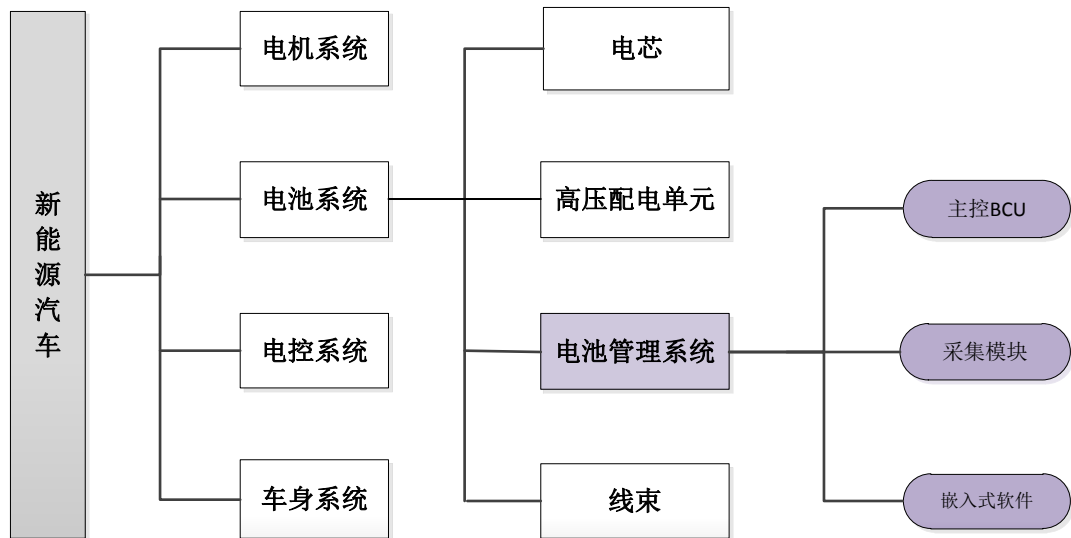 新能源汽车
电机系统
电池系统
电控系统
车身系统
电芯
高压配电单元
电池管理系统
线束
主控BCU
采集模块
嵌入式软件